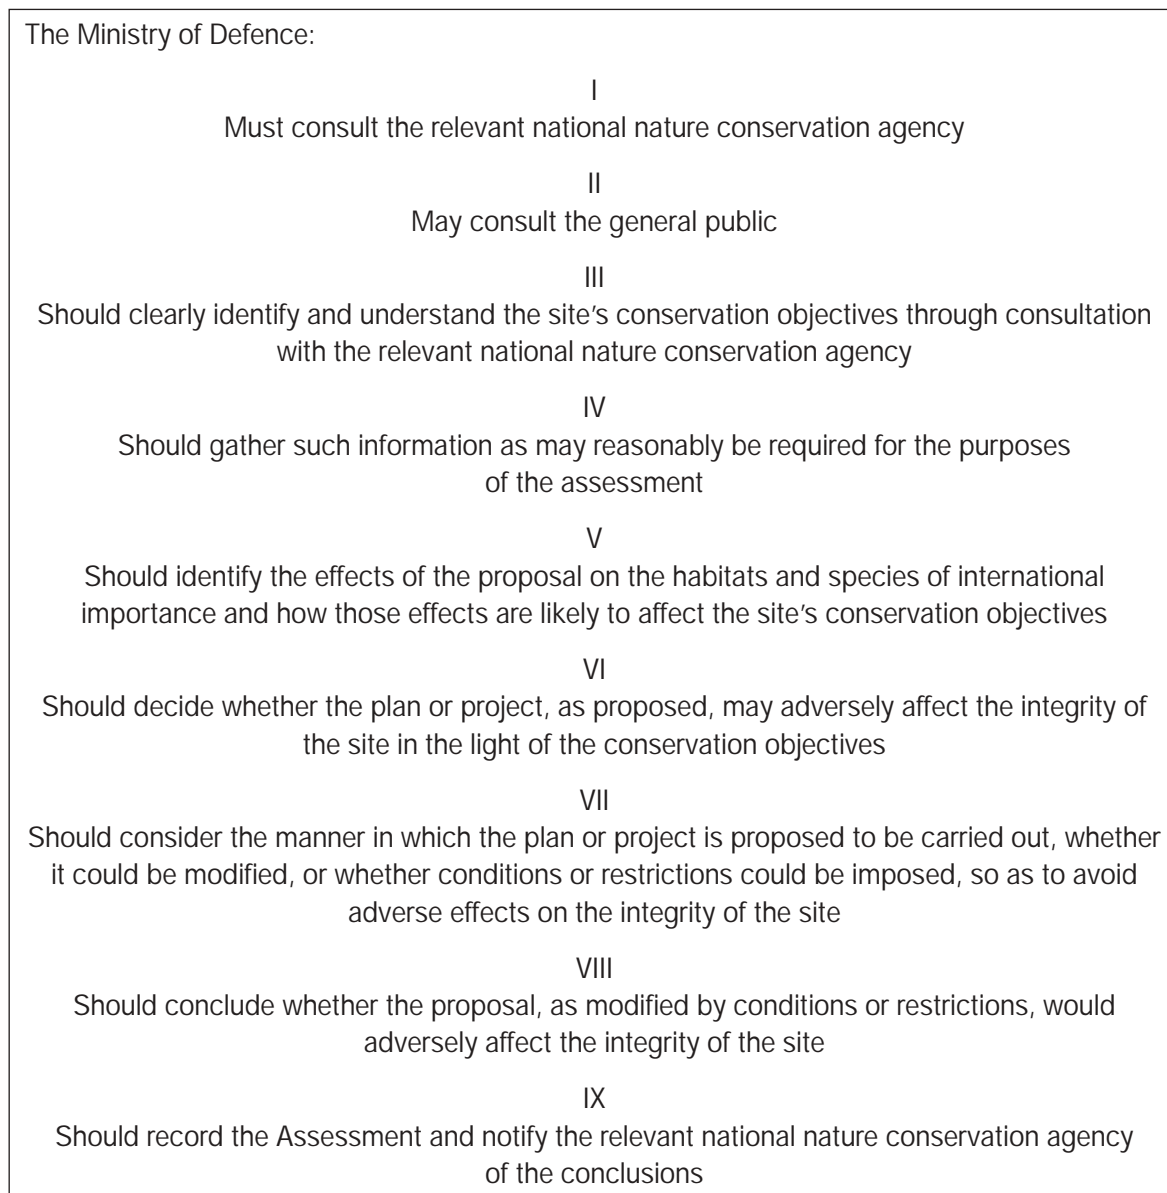 The Ministry of Defence:
I
Must consult the relevant national nature conservation agency
II
May consult the general public
III
Should clearly identify and understand the site’s conservation objectives through consultation
with the relevant national nature conservation agency
IV
Should gather such information as may reasonably be required for the purposes
of the assessment
V
Should identify the effects of the proposal on the habitats and species of international
importance and how those effects are likely to affect the site’s conservation objectives
VI
Should decide whether the plan or project, as proposed, may adversely affect the integrity of
the site in the light of the conservation objectives
VII
Should consider the manner in which the plan or project is proposed to be carried out, whether
it could be modified, or whether conditions or restrictions could be imposed, so as to avoid
adverse effects on the integrity of the site
VIII
Should conclude whether the proposal, as modified by conditions or restrictions, would
adversely affect the integrity of the site
IX
Should record the Assessment and notify the relevant national nature conservation agency
of the conclusions